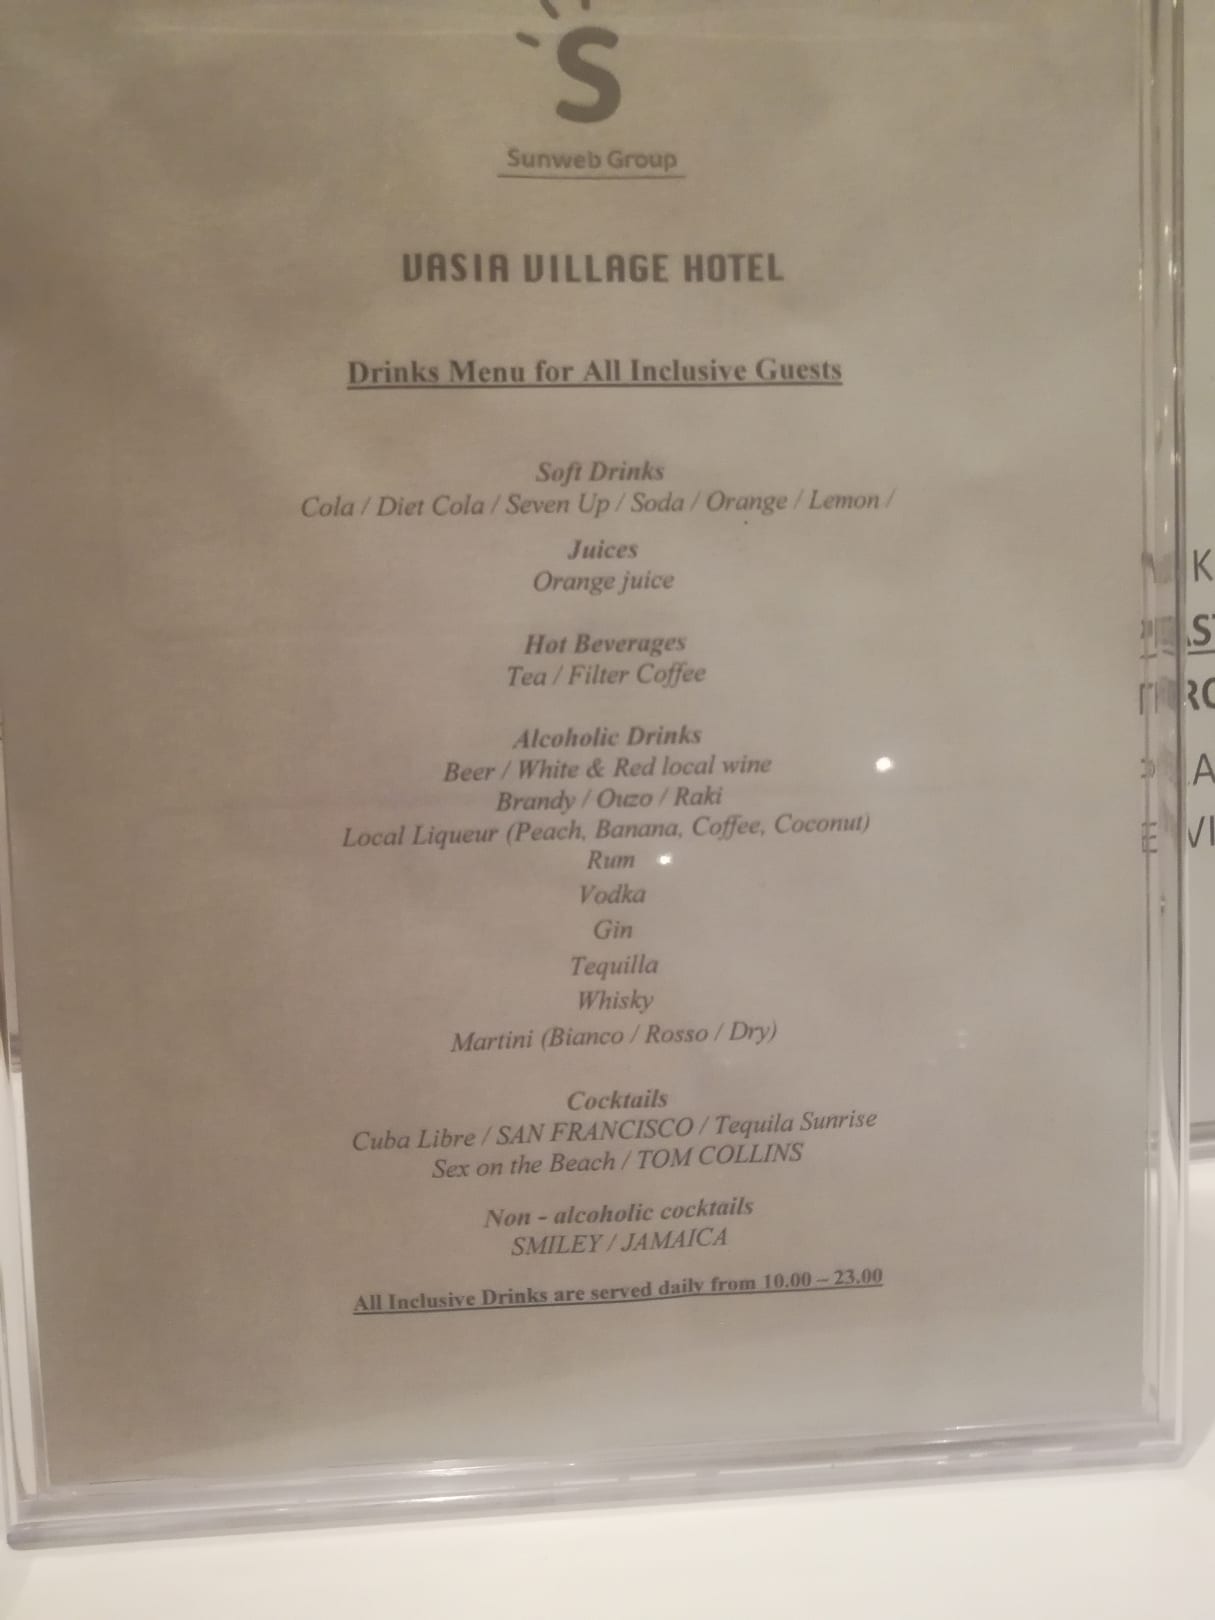 S
Sunweb Group
VASIA VILLAGE HOTEL
Drinks Menu for All Inclusive Guests
Soft Drinks
Cola / Diet Cola / Seven Up / Soda / Orange / Lemon /
Juices
Orange juice
Hot Beverages
Tea / Filter Coffee
Alcoholic Drinks
Beer / White & Red local wine
Brandy / Ouzo / Raki
Local Liqueur (Peach, Banana, Coffee, Coconut)
Rum
Vodka
Gin
Tequilla
Whisky
Martini (Bianco / Rosso / Dry)
Cocktails
Cuba Libre / SAN FRANCISCO / Tequila Sunrise
Sex on the Beach / TOM COLLINS
Non - alcoholic cocktails
SMILEY / JAMAICA
All Inclusive Drinks are served daily from 10.00 – 23.00